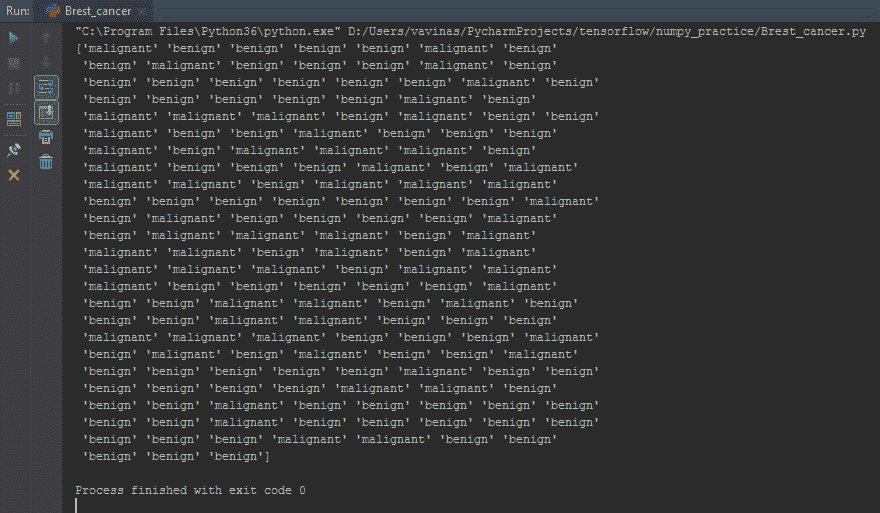 Run: Brest_cancer
"C:\Program Files\Python36\python.exe" D:/Users/vavinas/PycharmProjects/tensorflow/numpy_practice/Brest_cancer.py
['malignant' 'benign' 'benign' 'benign' 'benign' 'malignant' 'benign'
'benign' 'malignant' 'benign' 'benign' 'malignant' 'benign'
'benign' 'benign' 'benign' 'benign' 'benign' 'benign' 'malignant' 'benign'
'benign' 'benign' 'benign' 'benign' 'benign' 'malignant' 'benign'
'malignant' 'malignant' 'malignant' 'benign' 'malignant' 'benign' 'benign'
'malignant' 'benign' 'benign' 'malignant' 'benign' 'benign' 'benign'
'malignant' 'benign' 'malignant' 'malignant' 'malignant' 'benign'
'malignant' 'benign' 'benign' 'benign' 'malignant' 'benign' 'malignant'
'malignant' 'malignant' 'benign' 'malignant' 'malignant' 'malignant'
'benign' 'benign' 'benign' 'benign' 'benign' 'benign' 'benign' 'malignant'
'benign' 'malignant' 'benign' 'benign' 'benign' 'malignant'
'benign' 'malignant' 'malignant' 'malignant' 'benign' 'malignant'
'malignant' 'malignant' 'benign' 'malignant' 'benign' 'malignant'
'malignant' 'malignant' 'malignant' 'benign' 'malignant' 'malignant'
'malignant' 'benign' 'benign' 'benign' 'benign' 'malignant'
'benign' 'benign' 'malignant' 'malignant' 'benign' 'malignant' 'benign'
'benign' 'benign' 'malignant' 'malignant' 'benign' 'benign' 'benign'
'malignant' 'malignant' 'malignant' 'benign' 'benign' 'benign' 'malignant'
'benign' 'malignant' 'benign' 'malignant' 'benign' 'benign' 'malignant'
'benign' 'benign' 'benign' 'benign' 'benign' 'malignant' 'benign' 'benign'
'benign' 'benign' 'benign' 'benign' 'malignant' 'malignant' 'benign'
'benign' 'benign' 'malignant' 'benign' 'benign' 'benign' 'benign' 'benign'
'benign' 'benign' 'malignant' 'benign' 'benign' 'benign' 'benign' 'benign'
'benign' 'benign' 'benign' 'malignant' 'malignant' 'benign' 'benign'
'benign' 'benign' 'benign']
Process finished with exit code 0